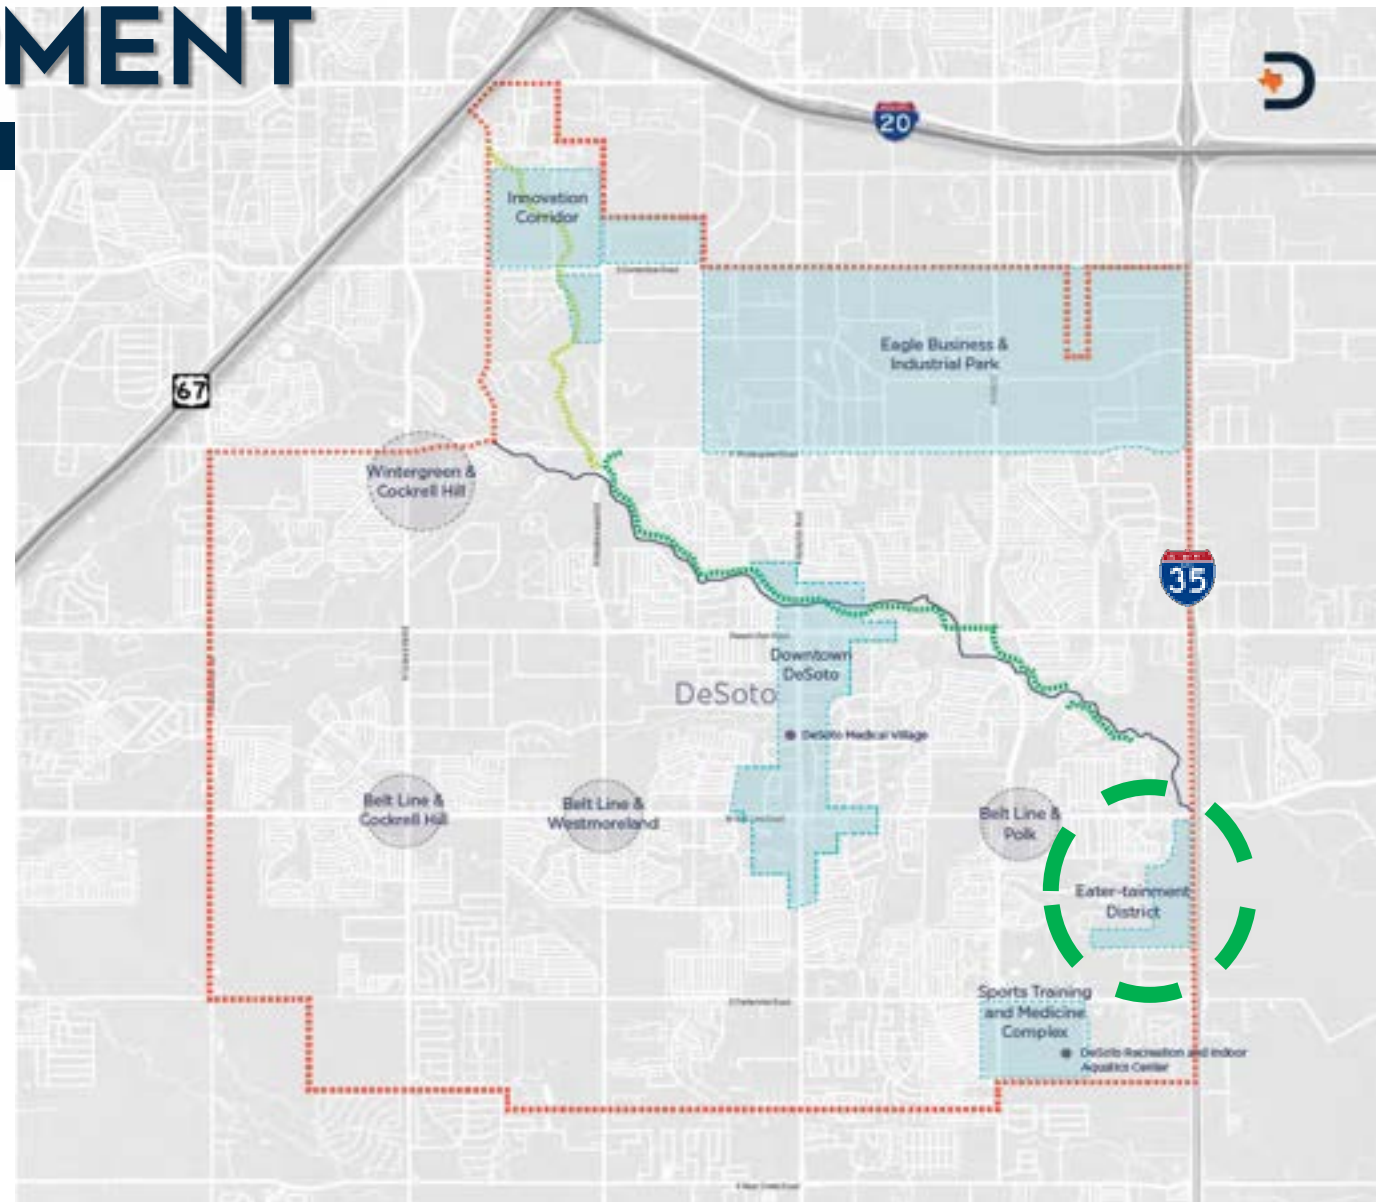 MENT
20
Innovation
Corridor
Eagle Business &
Industrial Park
67
Wintergreen &
Cockrell Hill
35
Downtown
DeSoto
DeSoto
DeSoto Medical Village
Belt Line &
Cockrell Hill
Belt Line &
Westmoreland
Belt Line &
Polk
Eater-tainment
District
Sports Training
and Medicine
Complex
DeSoto Recreation and Indoor
Aquatics Center